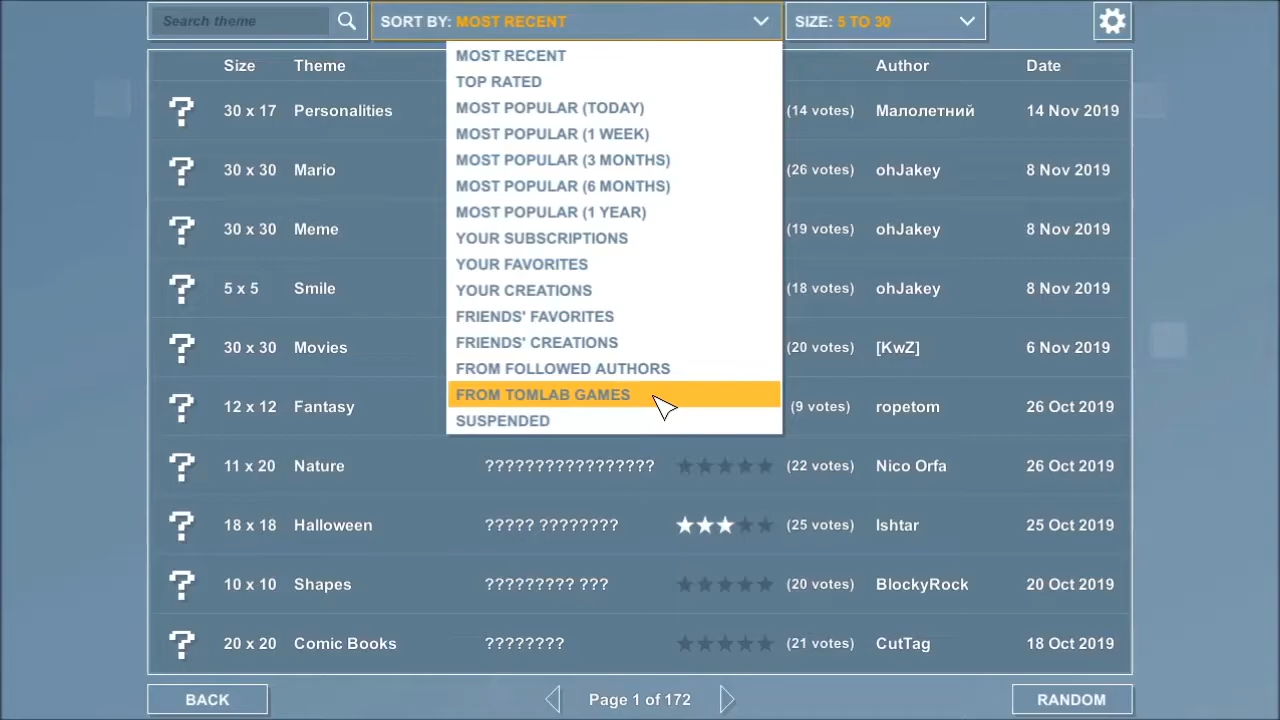 Search theme
SORT BY: MOST RECENT
SIZE: 5 TO 30
MOST RECENT
TOP RATED
MOST POPULAR (TODAY)
MOST POPULAR (1 WEEK)
MOST POPULAR (3 MONTHS)
MOST POPULAR (6 MONTHS)
MOST POPULAR (1 YEAR)
YOUR SUBSCRIPTIONS
YOUR FAVORITES
YOUR CREATIONS
FRIENDS' FAVORITES
FRIENDS' CREATIONS
FROM FOLLOWED AUTHORS
FROM TOMLAB GAMES
SUSPENDED
Size Theme Author Date
? 30 x 17 Personalities (14 votes) Малолетний 14 Nov 2019
? 30 x 30 Mario (26 votes) ohJakey 8 Nov 2019
? 30 x 30 Meme (19 votes) ohJakey 8 Nov 2019
? 5 x 5 Smile (18 votes) ohJakey 8 Nov 2019
? 30 x 30 Movies (20 votes) [KwZ] 6 Nov 2019
? 12 x 12 Fantasy (9 votes) ropetom 26 Oct 2019
? 11 x 20 Nature ????????????????? (22 votes) Nico Orfa 26 Oct 2019
? 18 x 18 Halloween ????? ???????? (25 votes) Ishtar 25 Oct 2019
? 10 x 10 Shapes ????????? ??? (20 votes) BlockyRock 20 Oct 2019
? 20 x 20 Comic Books ???????? (21 votes) CutTag 18 Oct 2019
BACK
Page 1 of 172
RANDOM